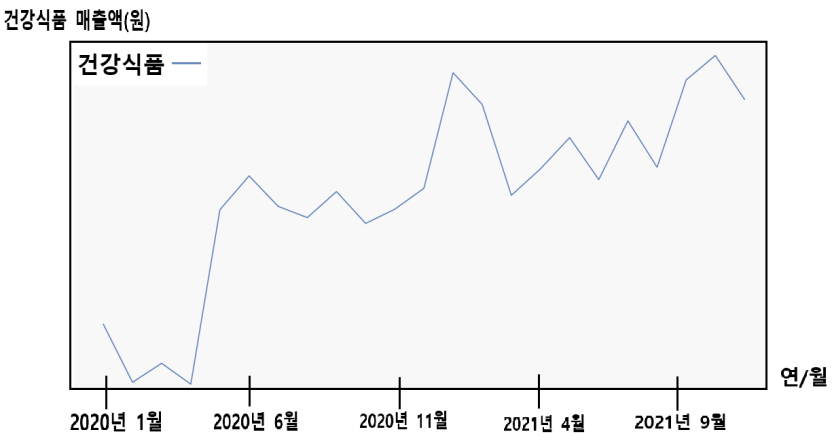 건강식품 매출액(원)
건강식품
연/월
2020년 1월
2020년 6월
2020년 11월
2021년 4월
2021년 9월